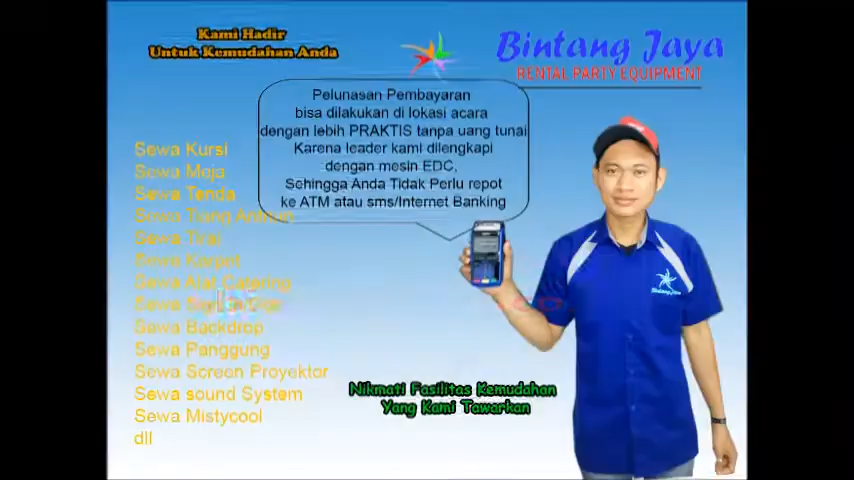 Kami Hadir
Untuk Kemudahan Anda
Bintang Jaya
RENTAL PARTY EQUIPMENT
Pelunasan Pembayaran
bisa dilakukan di lokasi acara
dengan lebih PRAKTIS tanpa uang tunai
Karena leader kami dilengkapi
dengan mesin EDC,
Sehingga Anda Tidak Perlu repot
ke ATM atau sms/Internet Banking
Sewa Kursi
Sewa Meja
Sewa Tenda
Sewa Tiang Antrian
Sewa Tirai
Sewa Karpet
Sewa Alat Catering
Sewa
Sewa Backdrop
Sewa Panggung
Sewa Screen Proyektor
Sewa sound System
Sewa Mistycool
dll
Nikmati Fasilitas Kemudahan
Yang Kami Tawarkan
Bintang Jaya